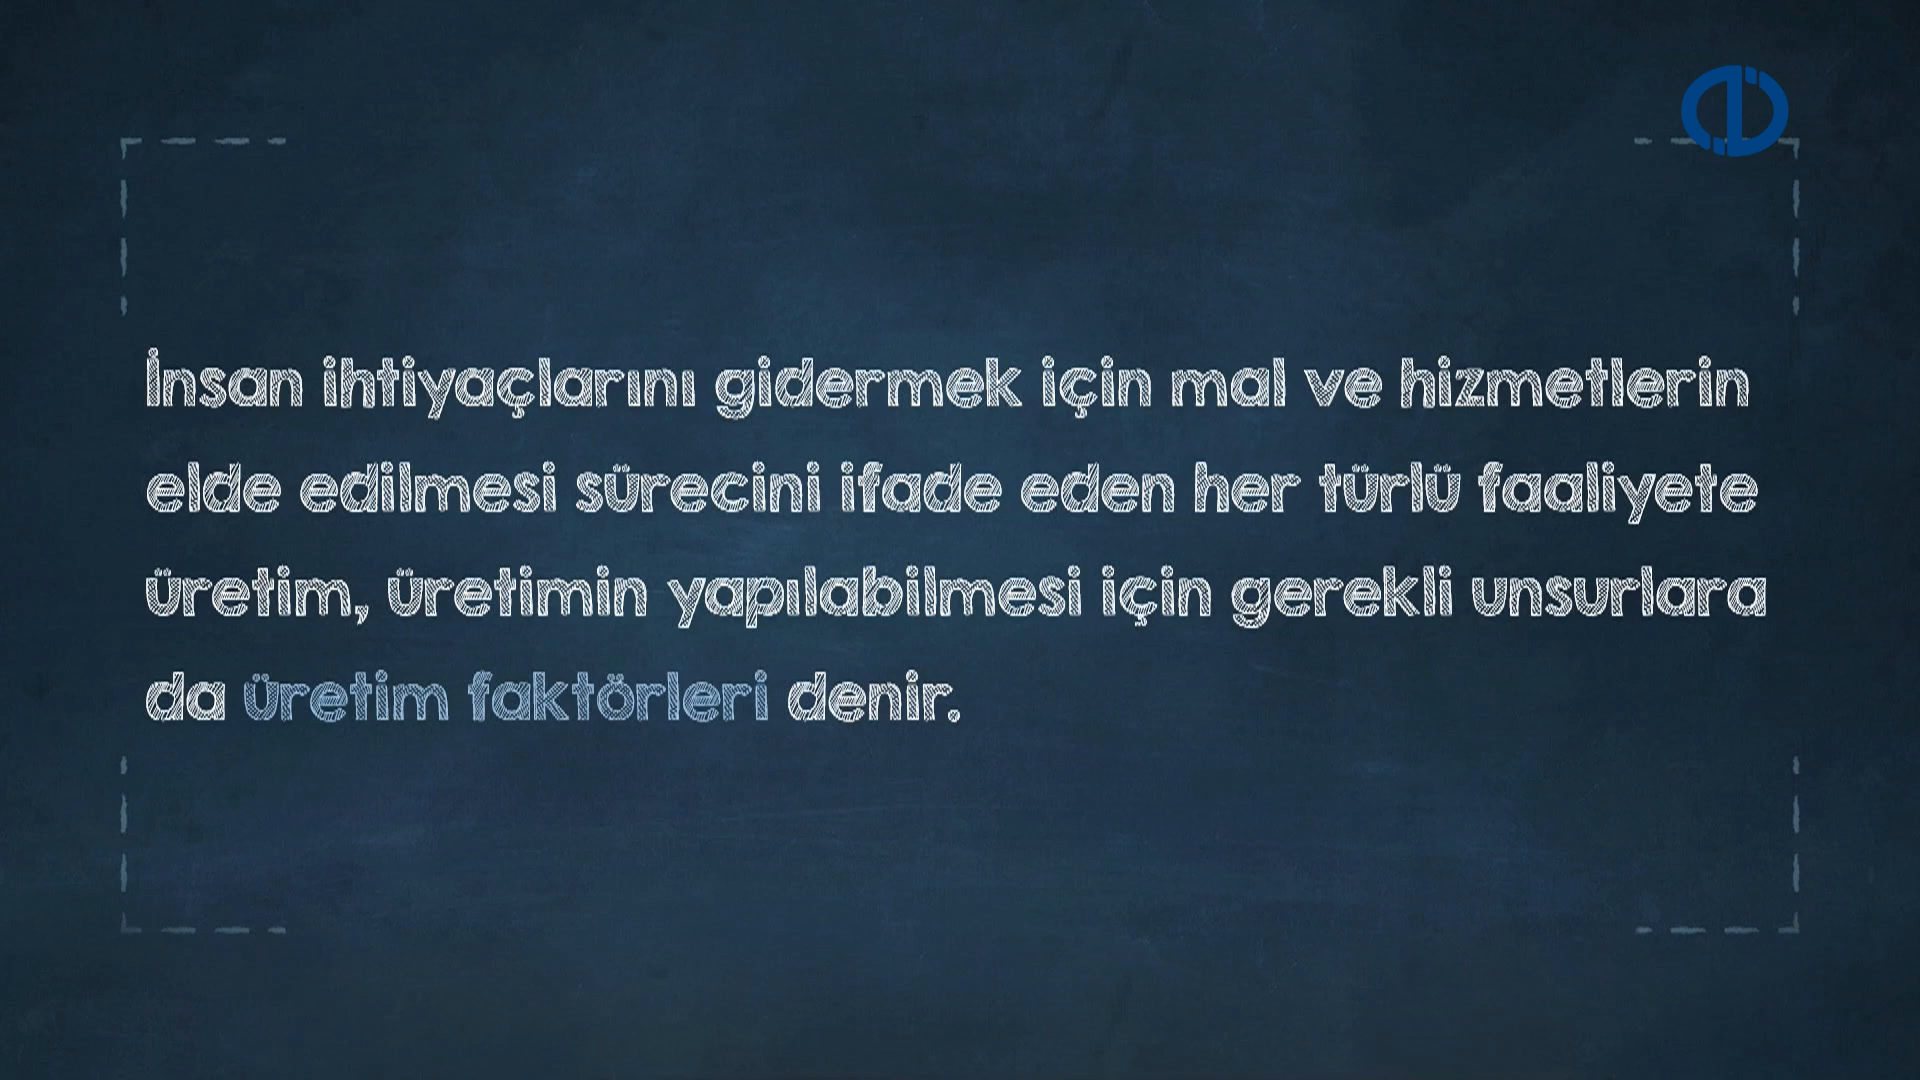 İnsan ihtiyaçlarını gidermek için mal ve hizmetlerin
elde edilmesi sürecini ifade eden her türlü faaliyete
üretim, üretimin yapılabilmesi için gerekli unsurlara
da üretim faktörleri denir.